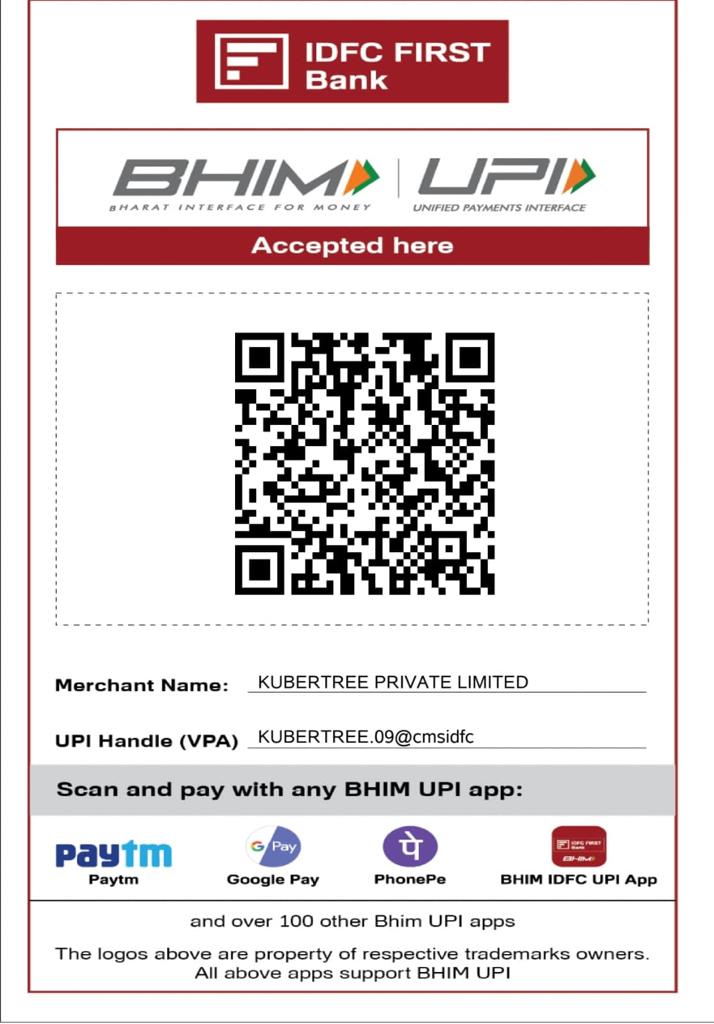 IDFC FIRST
Bank
BHIM UPI
BHARAT INTERFACE FOR MONEY UNIFIED PAYMENTS INTERFACE
Accepted here
Merchant Name: KUBERTREE PRIVATE LIMITED
UPI Handle (VPA) KUBERTREE.09@cmsidfc
Scan and pay with any BHIM UPI app:
paytm G Pay पे IDFC FIRST Bank BHIM
Paytm Google Pay PhonePe BHIM IDFC UPI App
and over 100 other Bhim UPI apps
The logos above are property of respective trademarks owners.
All above apps support BHIM UPI